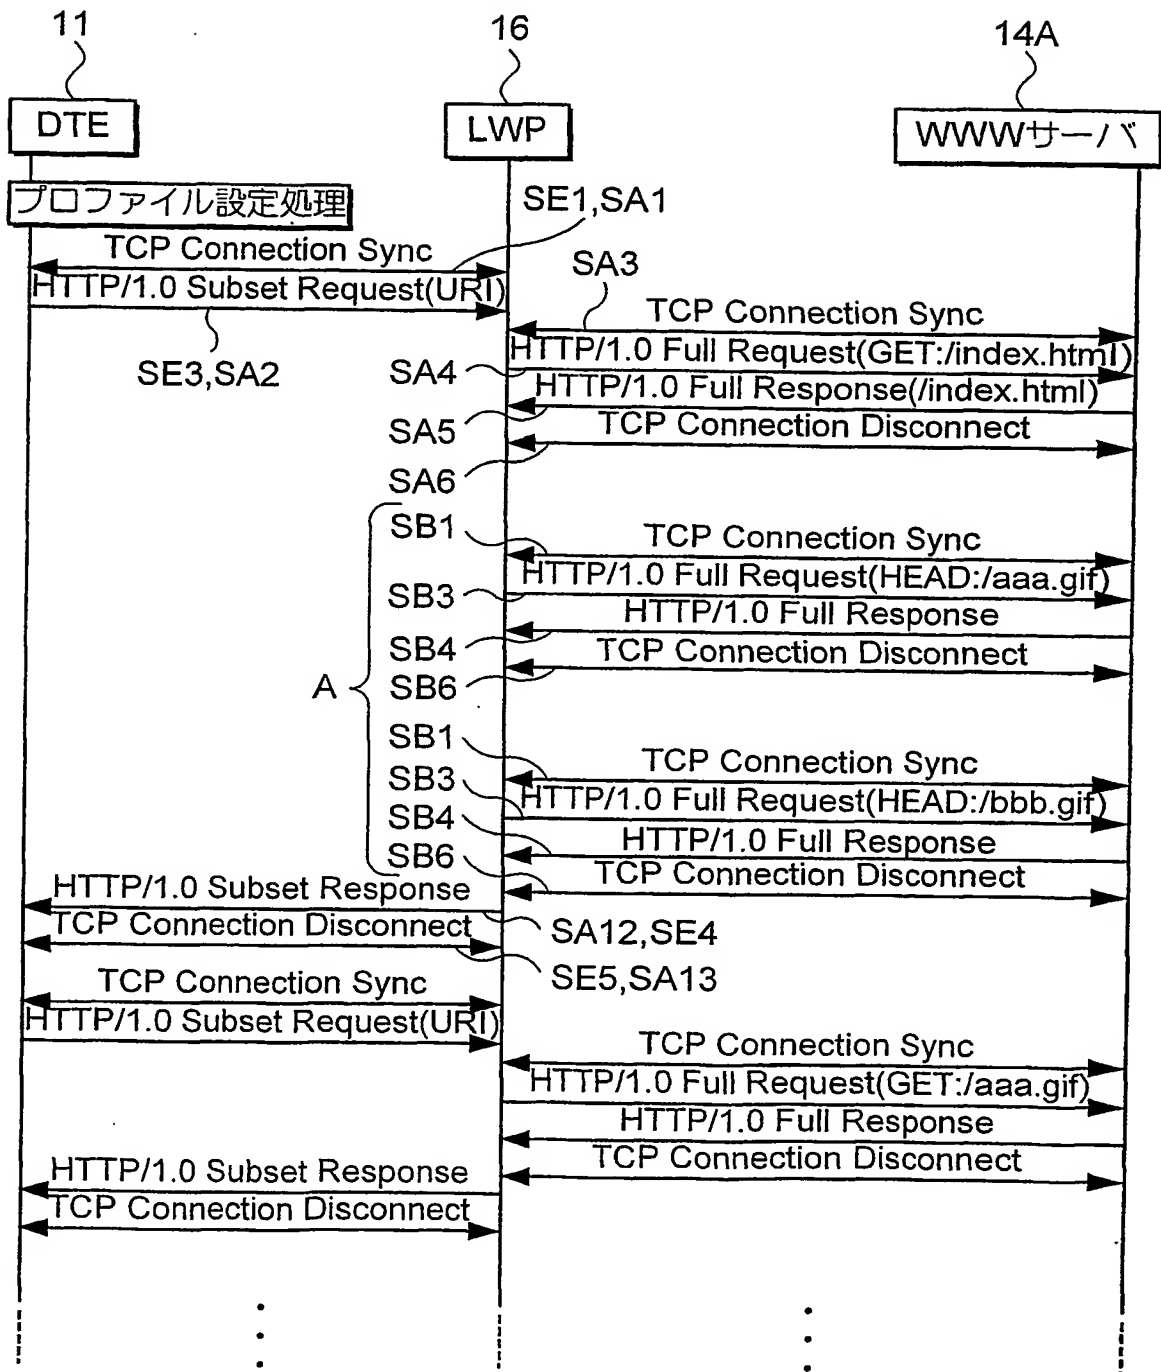 11
16
14A
DTE
LWP
WWWサーバ
プロファイル設定処理
SE1,SA1
TCP Connection Sync
SA3
HTTP/1.0 Subset Request(URI)
TCP Connection Sync
SE3,SA2
HTTP/1.0 Full Request(GET:/index.html)
SA4
HTTP/1.0 Full Response(/index.html)
SA5
TCP Connection Disconnect
SA6
SB1
TCP Connection Sync
HTTP/1.0 Full Request(HEAD:/aaa.gif)
SB3
HTTP/1.0 Full Response
SB4
TCP Connection Disconnect
A
SB6
SB1
TCP Connection Sync
SB3
HTTP/1.0 Full Request(HEAD:/bbb.gif)
SB4
HTTP/1.0 Full Response
SB6
TCP Connection Disconnect
HTTP/1.0 Subset Response
TCP Connection Disconnect
SA12,SE4
SE5,SA13
TCP Connection Sync
HTTP/1.0 Subset Request(URI)
TCP Connection Sync
HTTP/1.0 Full Request(GET:/aaa.gif)
HTTP/1.0 Full Response
TCP Connection Disconnect
HTTP/1.0 Subset Response
TCP Connection Disconnect